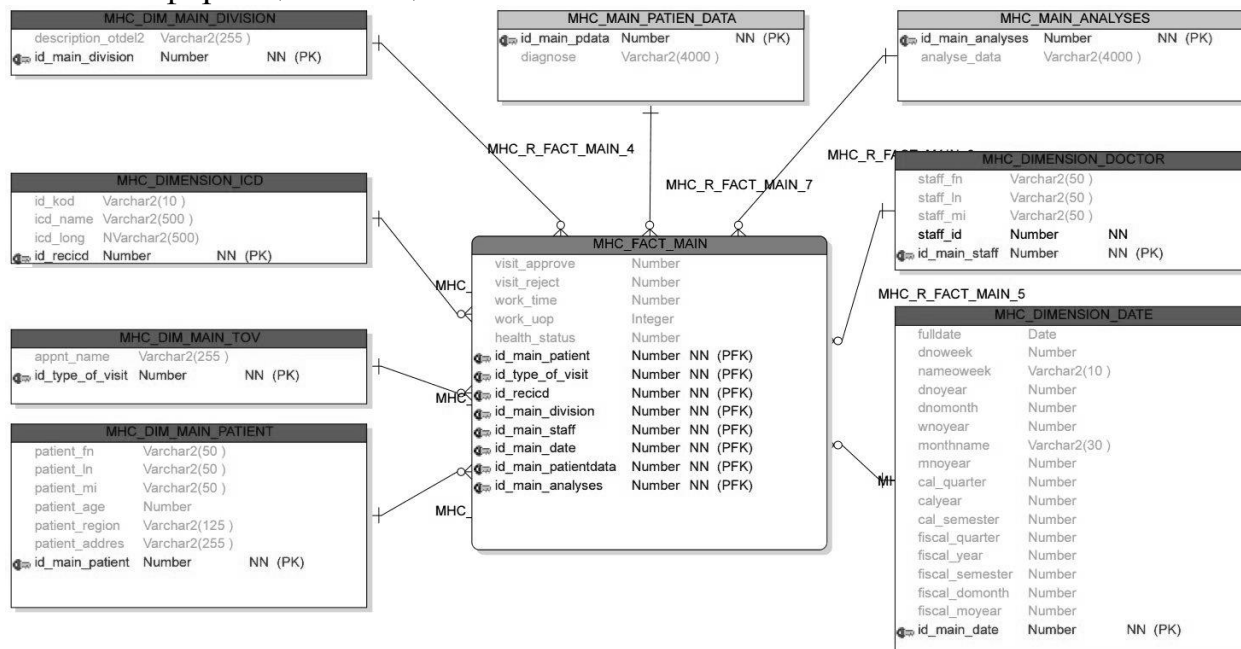 MHC_DIM_MAIN_DIVISION
description_otdel2 Varchar2(255 )
id_main_division Number NN (PK)
MHC_MAIN_PATIEN_DATA
id_main_pdata Number NN (PK)
diagnose Varchar2(4000 )
MHC_MAIN_ANALYSES
id_main_analyses Number NN (PK)
analyse_data Varchar2(4000 )
MHC_R_FACT_MAIN_4
MHC_R_FACT_MAIN_7
MHC_DIMENSION_ICD
id_kod Varchar2(10 )
icd_name Varchar2(500 )
icd_long NVarchar2(500)
id_recicd Number NN (PK)
MHC_DIMENSION_DOCTOR
staff_fn Varchar2(50 )
staff_ln Varchar2(50 )
staff_mi Varchar2(50 )
staff_id Number NN
id_main_staff Number NN (PK)
MHC_FACT_MAIN
visit_approve Number
visit_reject Number
work_time Number
work_uop Integer
health_status Number
id_main_patient Number NN (PFK)
id_type_of_visit Number NN (PFK)
id_recicd Number NN (PFK)
id_main_division Number NN (PFK)
id_main_staff Number NN (PFK)
id_main_date Number NN (PFK)
id_main_patientdata Number NN (PFK)
id_main_analyses Number NN (PFK)
MHC_
MHC_
MHC_R_FACT_MAIN_5
MHC_DIM_MAIN_TOV
appnt_name Varchar2(255 )
id_type_of_visit Number NN (PK)
MHC_DIM_MAIN_PATIENT
patient_fn Varchar2(50 )
patient_ln Varchar2(50 )
patient_mi Varchar2(50 )
patient_age Number
patient_region Varchar2(125 )
patient_addres Varchar2(255 )
id_main_patient Number NN (PK)
MHC_DIMENSION_DATE
fulldate Date
dnoweek Number
nameoweek Varchar2(10 )
dnoyear Number
dnomonth Number
wnoyear Number
monthname Varchar2(30 )
mnoyear Number
cal_quarter Number
calyear Number
cal_semester Number
fiscal_quarter Number
fiscal_year Number
fiscal_semester Number
fiscal_domonth Number
fiscal_moyear Number
id_main_date Number NN (PK)